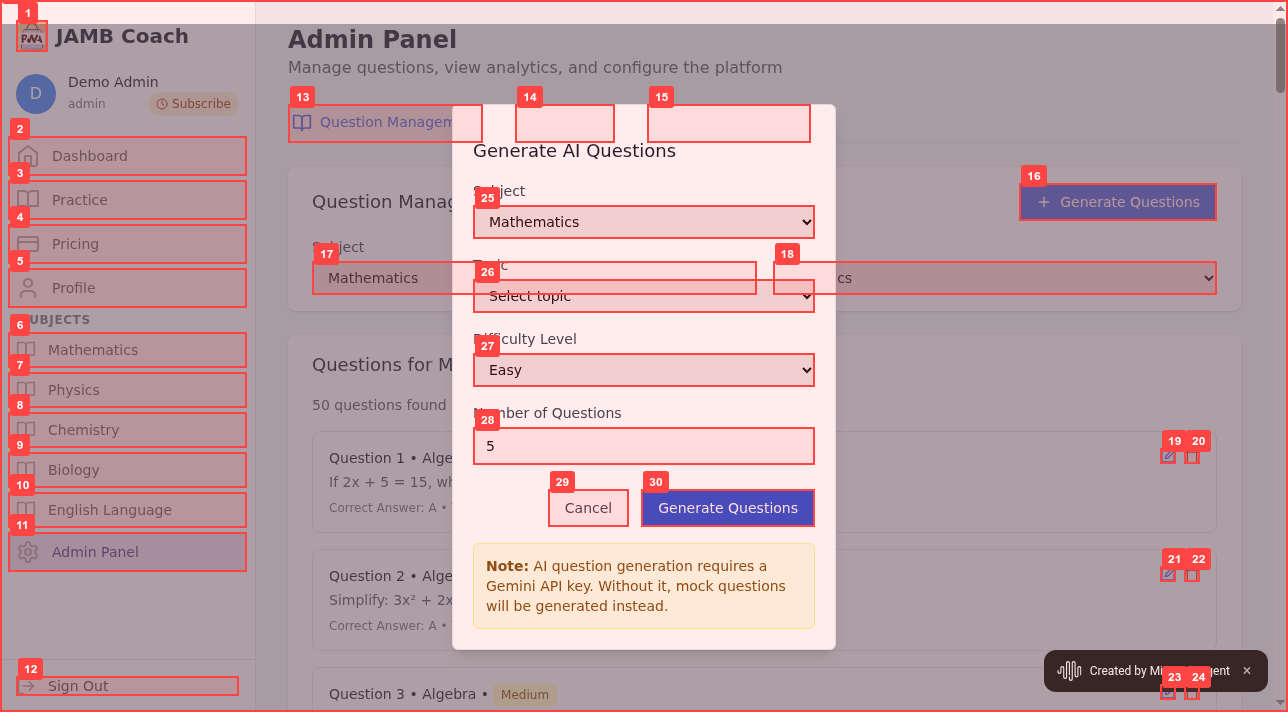 1
PWA
JAMB Coach
D
Demo Admin
admin
Subscribe
2
Dashboard
3
Practice
4
Pricing
5
Profile
UBJECTS
6
Mathematics
7
Physics
8
Chemistry
9
Biology
10
English Language
11
Admin Panel
12
Sign Out
Admin Panel
Manage questions, view analytics, and configure the platform
13
14
15
Question Managem
Question Manag
16
+ Generate Questions
bject
17
18
Mathematics
cs
Questions for M
50 questions found
Question 1 • Alge
19
20
If 2x + 5 = 15, wh
Correct Answer: A •
Question 2 • Alge
21
22
Simplify: 3x² + 2x
Correct Answer: A •
Question 3 • Algebra •
Medium
23
24
Generate AI Questions
Subject
25
Mathematics
26
Select topic
Difficulty Level
27
Easy
Number of Questions
28
5
29
Cancel
30
Generate Questions
Note: AI question generation requires a
Gemini API key. Without it, mock questions
will be generated instead.
Created by
×